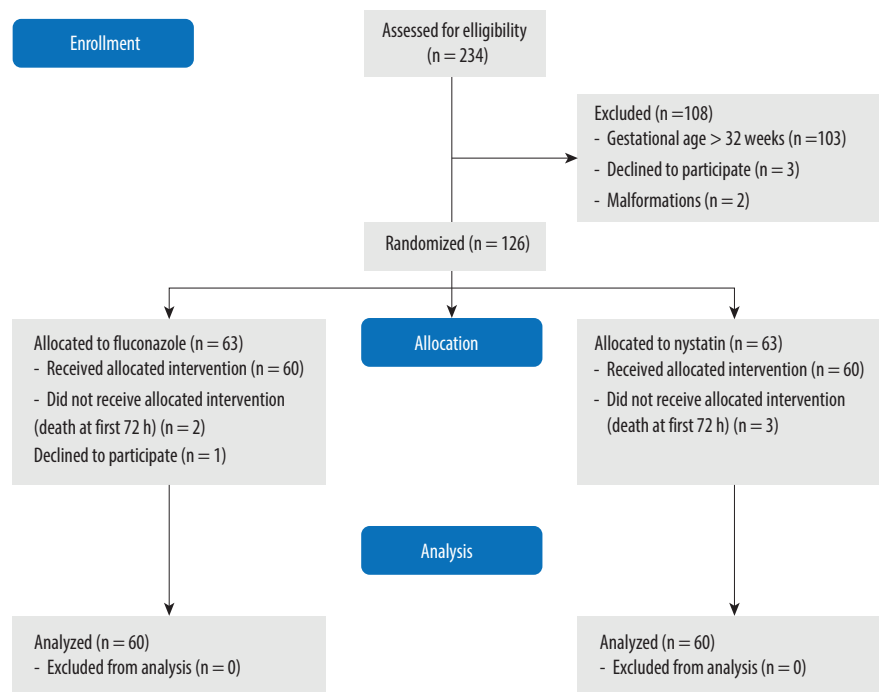 Enrollment
Assessed for elligibility
(n = 234)
Excluded (n =108)
- Gestational age > 32 weeks (n =103)
- Declined to participate (n = 3)
- Malformations (n = 2)
Randomized (n = 126)
Allocated to fluconazole (n = 63)
- Received allocated intervention (n = 60)
- Did not receive allocated intervention
(death at first 72 h) (n = 2)
Declined to participate (n = 1)
Allocation
Allocated to nystatin (n = 63)
- Received allocated intervention (n = 60)
- Did not receive allocated intervention
(death at first 72 h) (n = 3)
Analysis
Analyzed (n = 60)
- Excluded from analysis (n = 0)
Analyzed (n = 60)
- Excluded from analysis (n = 0)